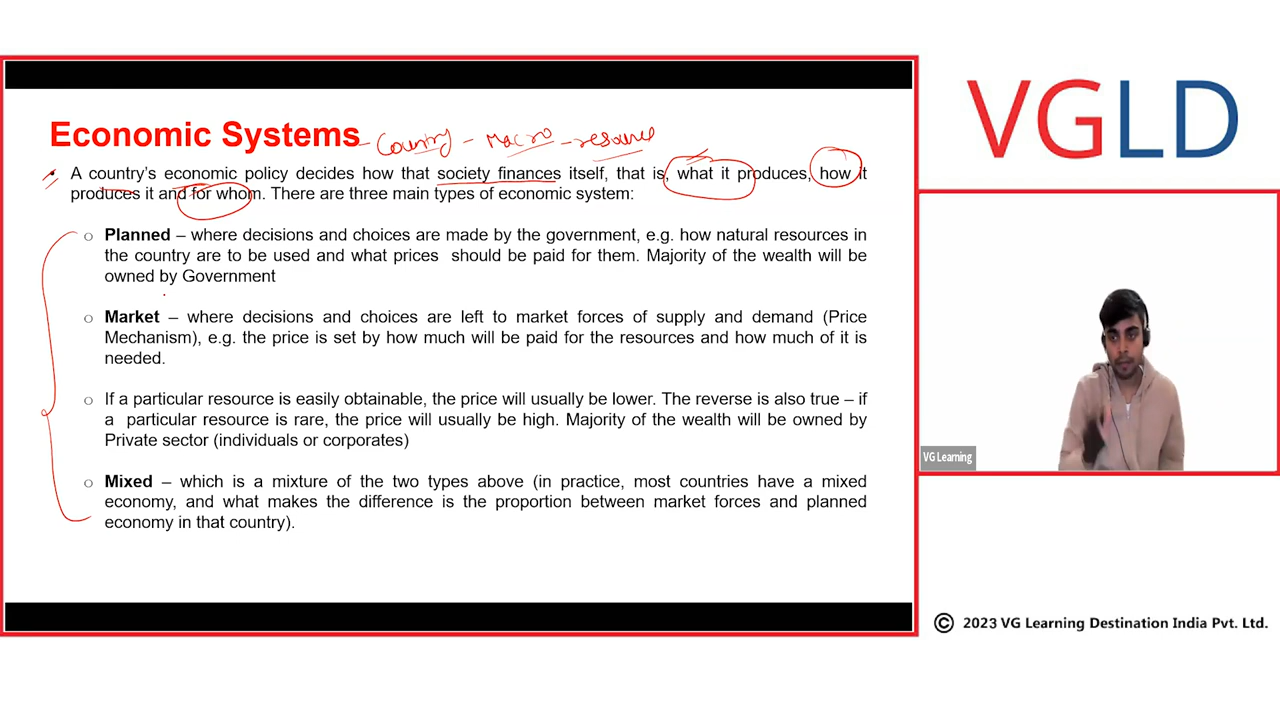 VGLD
Economic Systems - Country - Macro - resource
• A country's economic policy decides how that society finances itself, that is, what it produces, how it
produces it and for whom. There are three main types of economic system:
o Planned – where decisions and choices are made by the government, e.g. how natural resources in
the country are to be used and what prices should be paid for them. Majority of the wealth will be
owned by Government
o Market – where decisions and choices are left to market forces of supply and demand (Price
Mechanism), e.g. the price is set by how much will be paid for the resources and how much of it is
needed.
o If a particular resource is easily obtainable, the price will usually be lower. The reverse is also true – if
a particular resource is rare, the price will usually be high. Majority of the wealth will be owned by
Private sector (individuals or corporates)
o Mixed – which is a mixture of the two types above (in practice, most countries have a mixed
economy, and what makes the difference is the proportion between market forces and planned
economy in that country).
VG Learning
© 2023 VG Learning Destination India Pvt. Ltd.